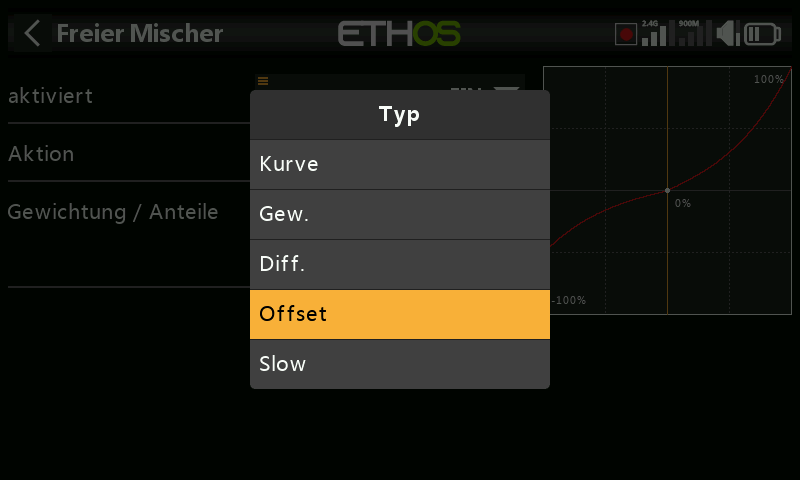 Freier Mischer
ETHOS
2.4G
900M
aktiviert
Aktion
Gewichtung / Anteile
Typ
Kurve
Gew.
Diff.
Offset
Slow
100%
0%
-100%